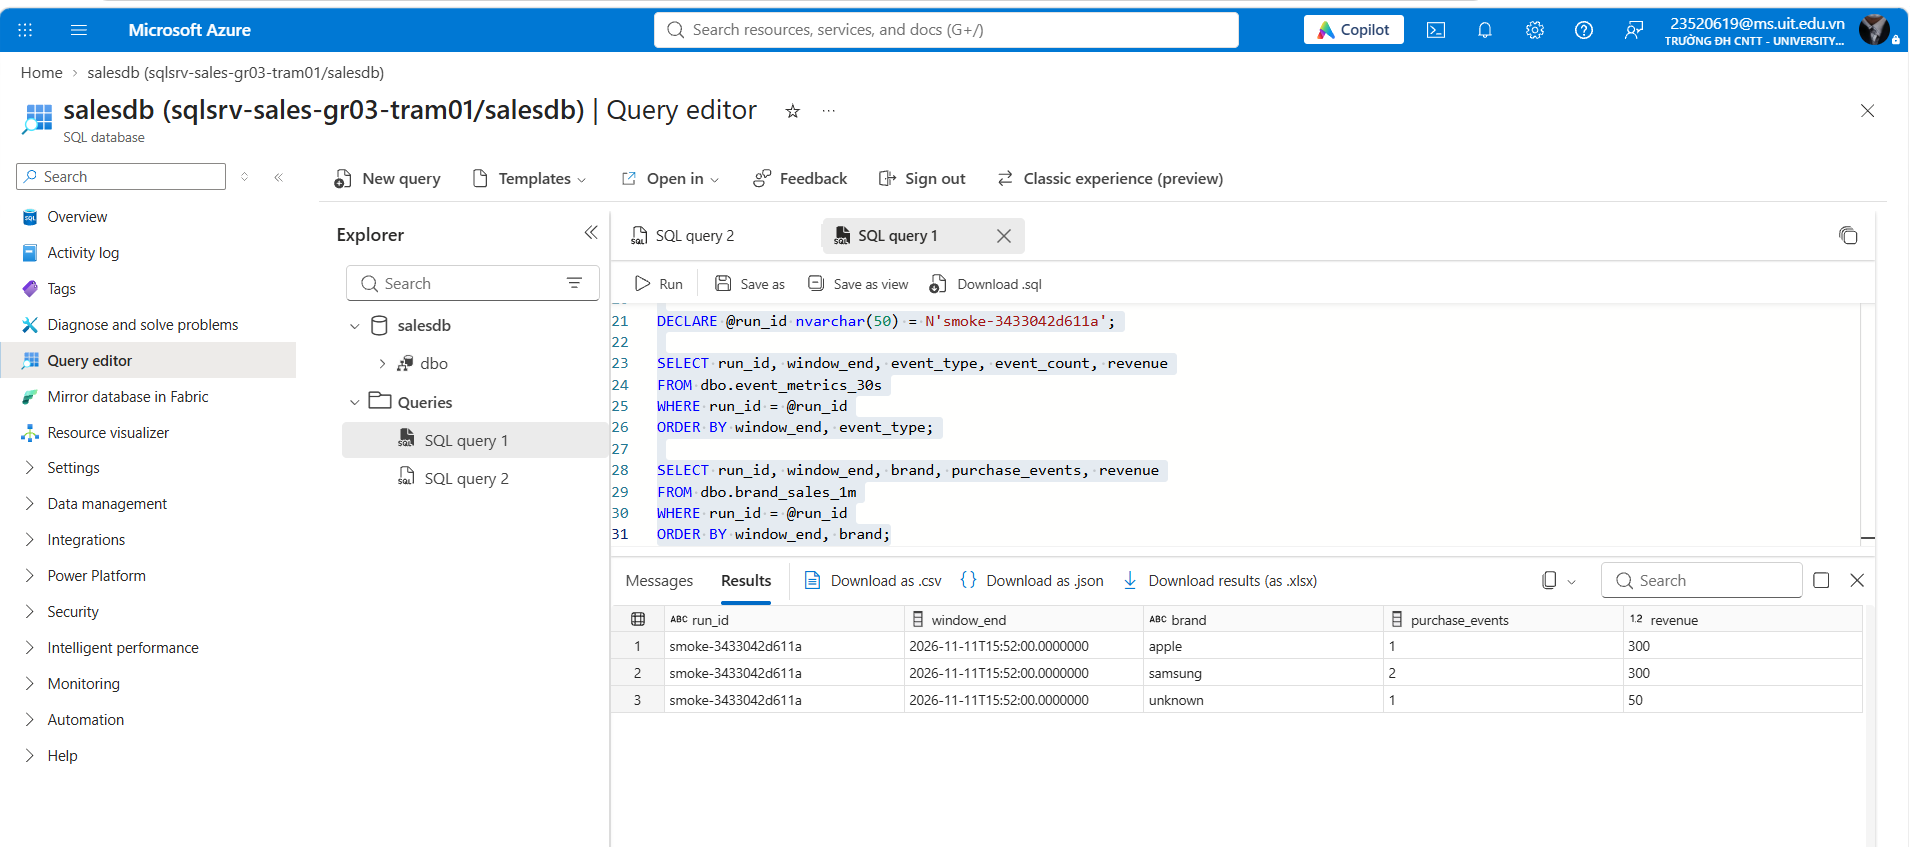 Microsoft Azure
Search resources, services, and docs (G+/)
Copilot
23520619@ms.uit.edu.vn
TRƯỜNG ĐH CNTT - UNIVERSITY...
Home > salesdb (sqlsrv-sales-gr03-tram01/salesdb)
salesdb (sqlsrv-sales-gr03-tram01/salesdb) | Query editor
SQL database
Search
Overview
Activity log
Tags
Diagnose and solve problems
Query editor
Mirror database in Fabric
Resource visualizer
Settings
Data management
Integrations
Power Platform
Security
Intelligent performance
Monitoring
Automation
Help
New query
Templates
Open in
Feedback
Sign out
Classic experience (preview)
Explorer
Search
salesdb
dbo
Queries
SQL query 1
SQL query 2
SQL query 2
SQL query 1
Run
Save as
Save as view
Download .sql
21 DECLARE @run_id nvarchar(50) = N'smoke-3433042d611a';
22
23 SELECT run_id, window_end, event_type, event_count, revenue
24 FROM dbo.event_metrics_30s
25 WHERE run_id = @run_id
26 ORDER BY window_end, event_type;
27
28 SELECT run_id, window_end, brand, purchase_events, revenue
29 FROM dbo.brand_sales_1m
30 WHERE run_id = @run_id
31 ORDER BY window_end, brand;
Messages
Results
Download as .csv
Download as .json
Download results (as .xlsx)
Search
ABC run_id window_end ABC brand purchase_events 1.2 revenue
1 smoke-3433042d611a 2026-11-11T15:52:00.0000000 apple 1 300
2 smoke-3433042d611a 2026-11-11T15:52:00.0000000 samsung 2 300
3 smoke-3433042d611a 2026-11-11T15:52:00.0000000 unknown 1 50